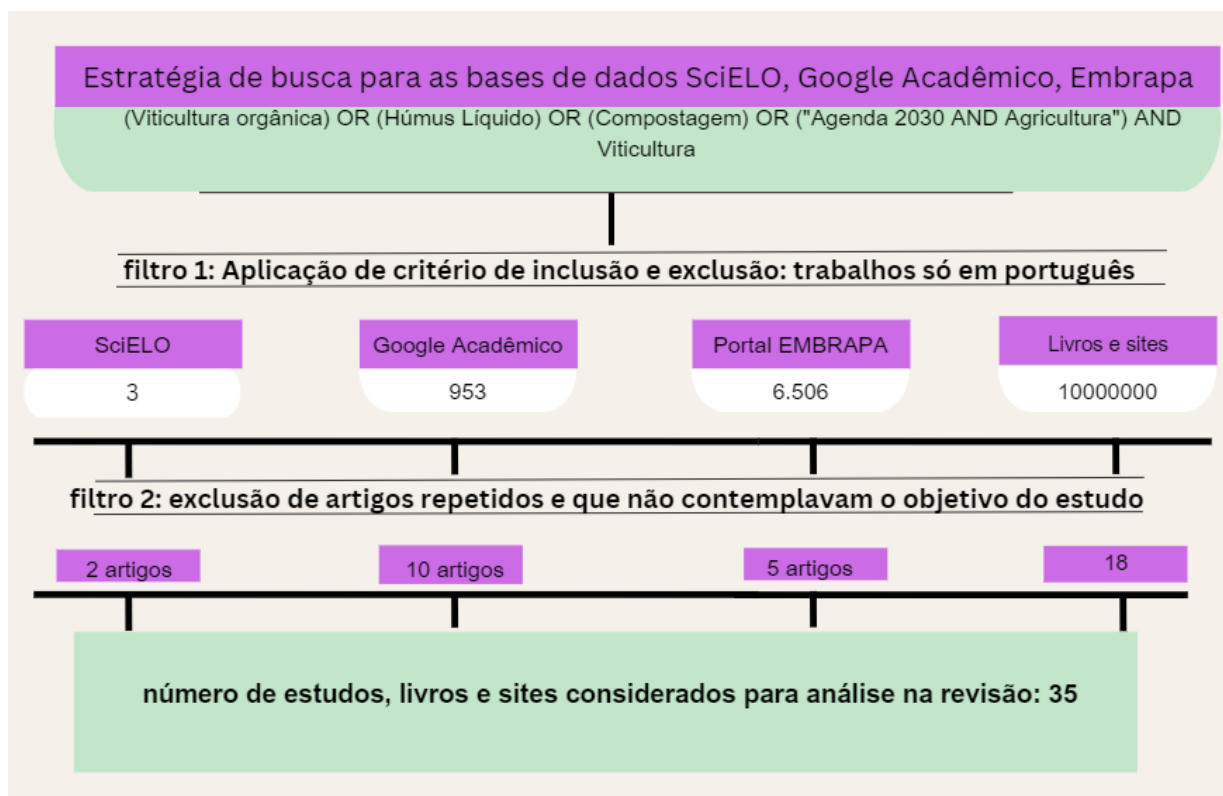 Estratégia de busca para as bases de dados SciELO, Google Acadêmico, Embrapa
(Viticultura orgânica) OR (Húmus Líquido) OR (Compostagem) OR ("Agenda 2030 AND Agricultura") AND
Viticultura
filtro 1: Aplicação de critério de inclusão e exclusão: trabalhos só em português
SciELO
Google Acadêmico
Portal EMBRAPA
Livros e sites
3
953
6.506
10000000
filtro 2: exclusão de artigos repetidos e que não contemplavam o objetivo do estudo
2 artigos
10 artigos
5 artigos
18
número de estudos, livros e sites considerados para análise na revisão: 35